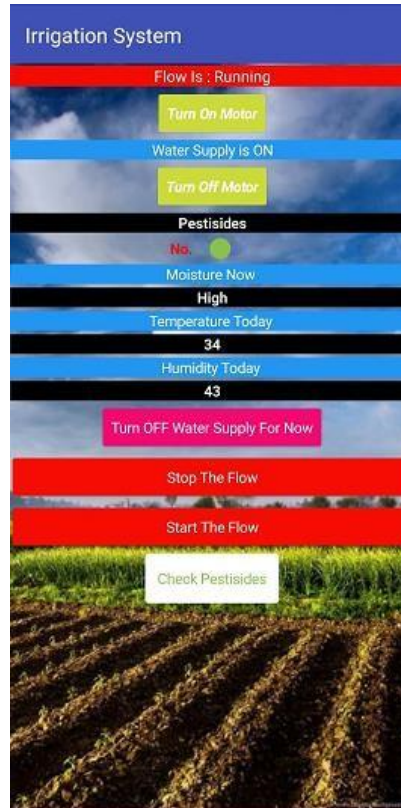 Irrigation System
Flow Is : Running
Turn On Motor
Water Supply is ON
Turn Off Motor
Pestisides
No.
Moisture Now
High
Temperature Today
34
Humidity Today
43
Turn OFF Water Supply For Now
Stop The Flow
Start The Flow
Check Pestisides